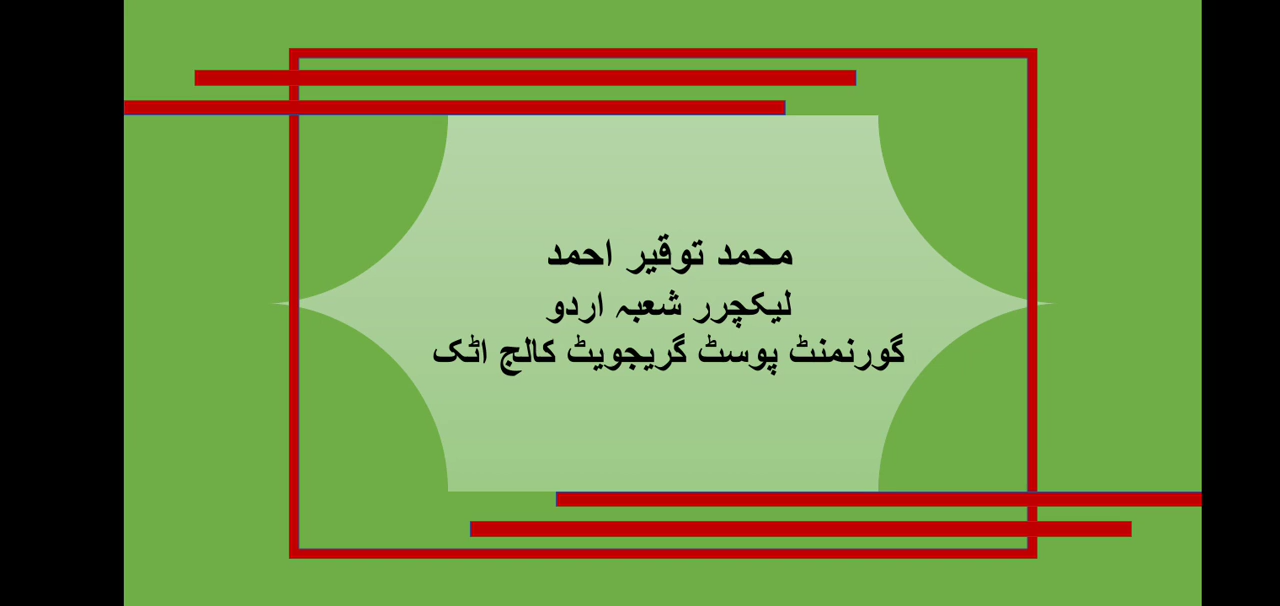 محمد توقیر احمد
لیکچرر شعبہ اردو
گورنمنٹ پوسٹ گریجویٹ کالج اٹک